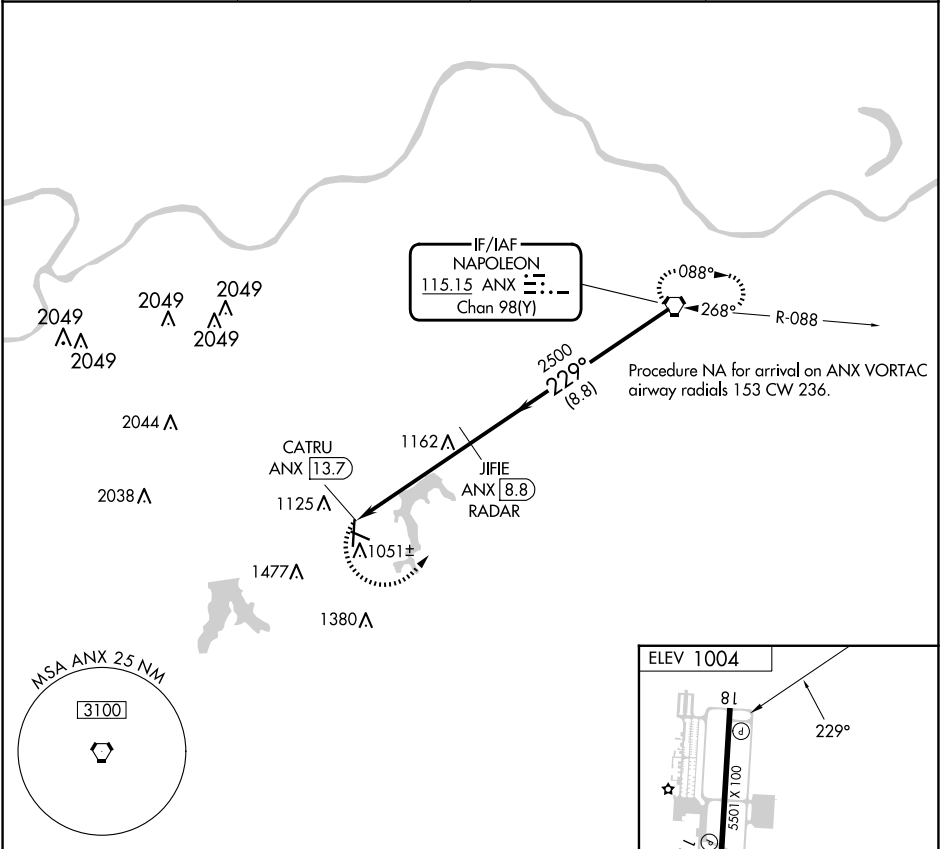 IF/IAF
NAPOLEON
115.15 ANX
Chan 98(Y)
088°
268°
R-088
Procedure NA for arrival on ANX VORTAC
airway radials 153 CW 236.
2500
229°
(8.8)
2049
2049
2049
2049
2049
2044
2038
1162
CATRU
ANX 13.7
JIFIE
ANX 8.8
RADAR
1125
1051±
1477
1380
MSA ANX 25 NM
3100
ELEV 1004
18
229°
P
5501 X 100
P